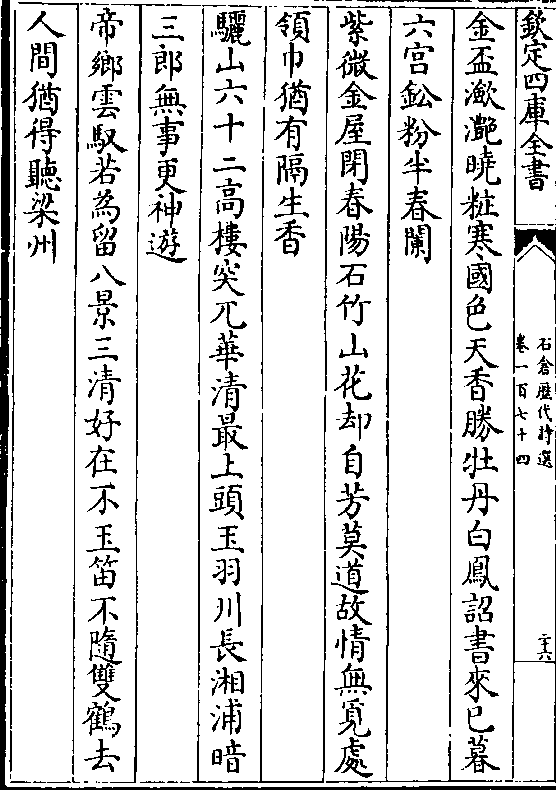 欽定四庫全書
石倉歴代詩選
卷一百七十四
二十六
金盃瀲灔曉粧寒國色天香勝牡丹白鳳詔書來已暮
六宫鈆粉半春闌
紫微金屋閉春陽石竹山花却自芳莫道故情無覓處
領巾猶有隔生香
驪山六十二高樓突兀華清最上頭玉羽川長湘浦暗
三郎無事更神遊
帝鄉雲馭若為留八景三清好在不玉笛不隨雙鶴去
人間猶得聽梁州